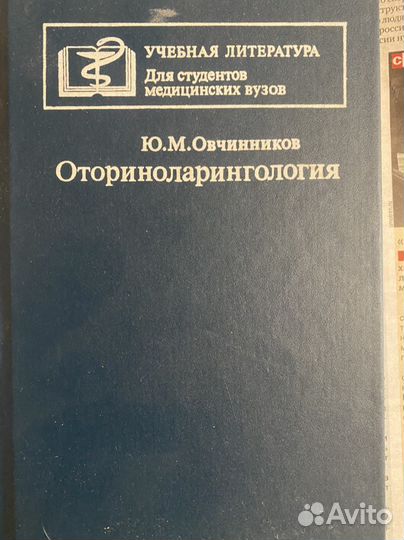 УЧЕБНАЯ ЛИТЕРАТУРА
Для студентов
медицинских вузов
Ю.М.Овчинников
Оториноларингология
Avito